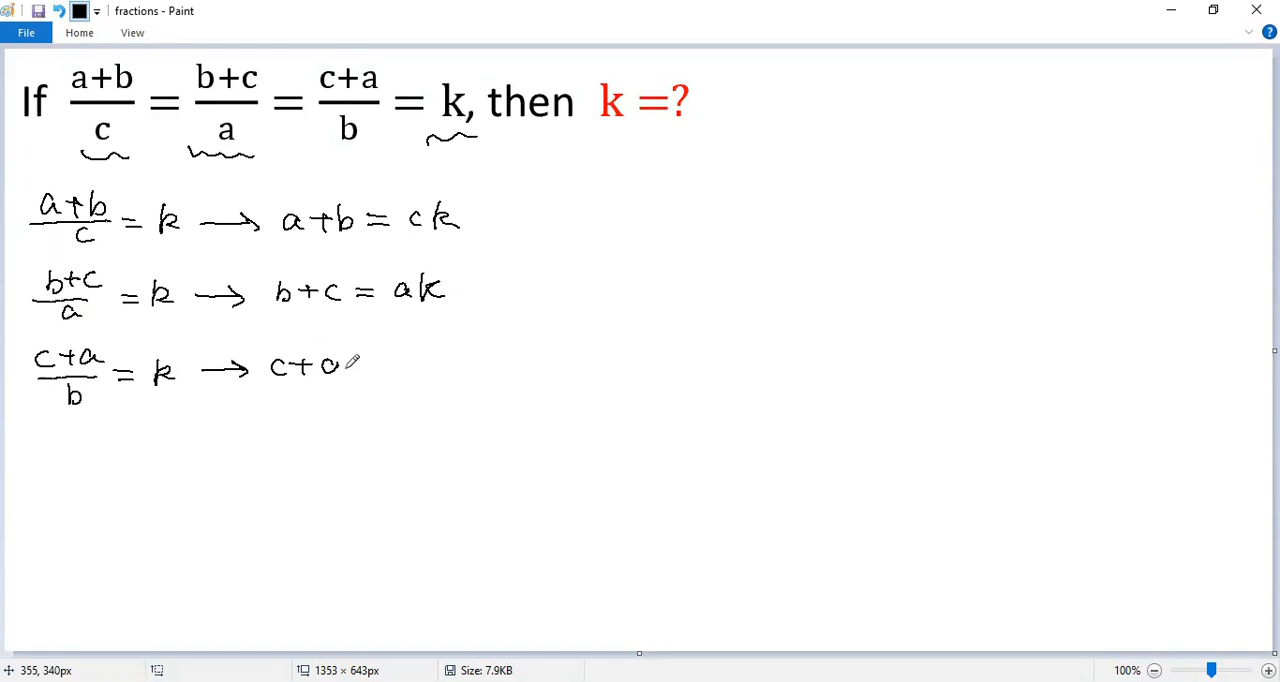 fractions - Paint
File Home View
If a+b/c = b+c/a = c+a/b = k, then k =?
a+b/c = k → a+b = ck
b+c/a = k → b+c = ak
c+a/b = k → c+a
355, 340px 1353 × 643px Size: 7.9KB 100%